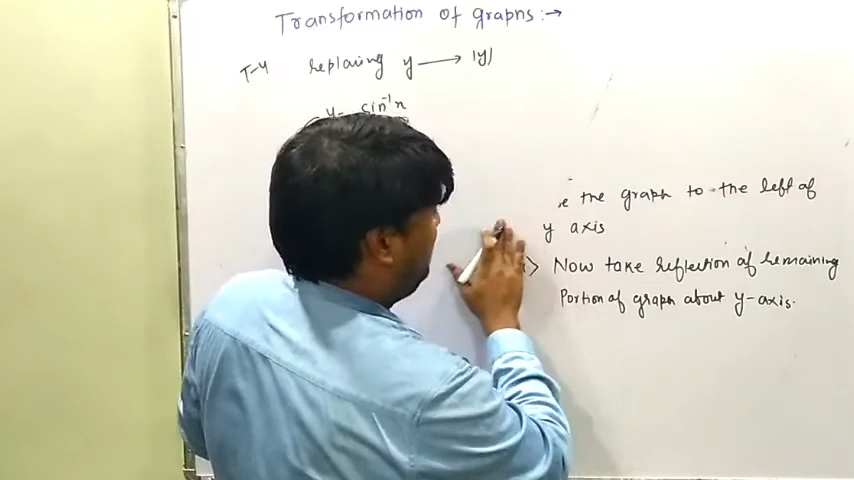 Transformation of graphs :→
T-4 Replaing y → |y|
y= sin⁻¹x
e the graph to the left of
y axis
> Now take reflection of remaining
Portion of graph about y-axis.